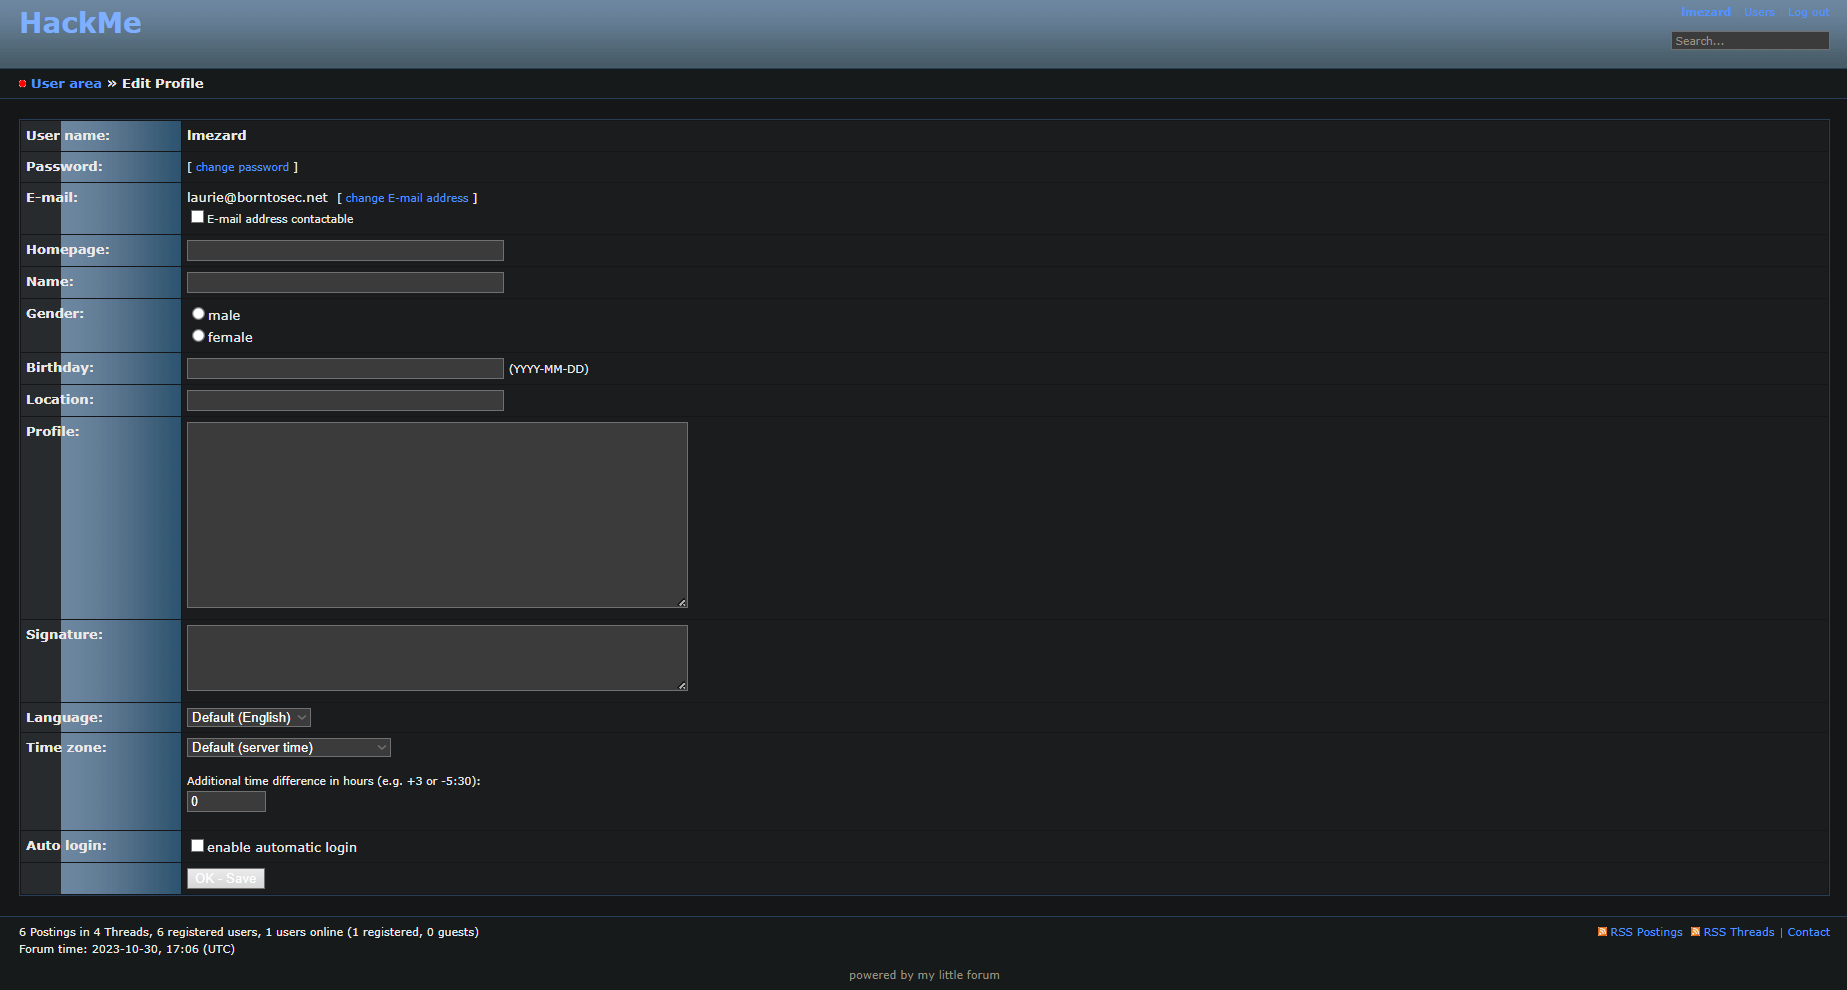 HackMe
lmezard Users Log out
Search...
User area » Edit Profile
User name: lmezard
Password: [ change password ]
E-mail: laurie@borntosec.net [ change E-mail address ]
E-mail address contactable
Homepage:
Name:
Gender: male
female
Birthday: (YYYY-MM-DD)
Location:
Profile:
Signature:
Language: Default (English)
Time zone: Default (server time)
Additional time difference in hours (e.g. +3 or -5:30):
0
Auto login: enable automatic login
OK - Save
6 Postings in 4 Threads, 6 registered users, 1 users online (1 registered, 0 guests) RSS Postings RSS Threads | Contact
Forum time: 2023-10-30, 17:06 (UTC)
powered by my little forum